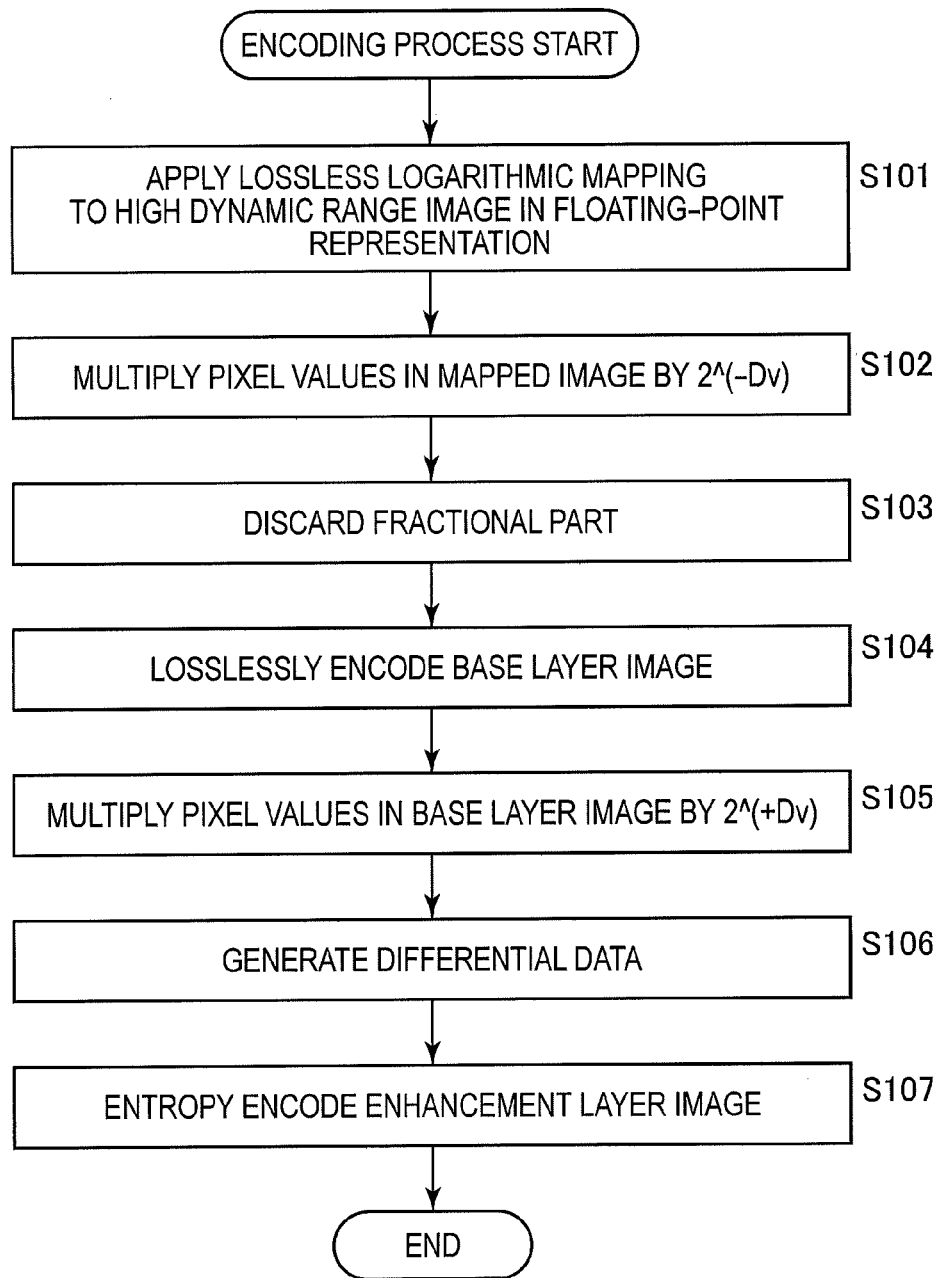 ENCODING PROCESS START
APPLY LOSSLESS LOGARITHMIC MAPPING
TO HIGH DYNAMIC RANGE IMAGE IN FLOATING-POINT
REPRESENTATION
S101
MULTIPLY PIXEL VALUES IN MAPPED IMAGE BY 2^(-Dv)
S102
DISCARD FRACTIONAL PART
S103
LOSSLESSLY ENCODE BASE LAYER IMAGE
S104
MULTIPLY PIXEL VALUES IN BASE LAYER IMAGE BY 2^(+Dv)
S105
GENERATE DIFFERENTIAL DATA
S106
ENTROPY ENCODE ENHANCEMENT LAYER IMAGE
S107
END